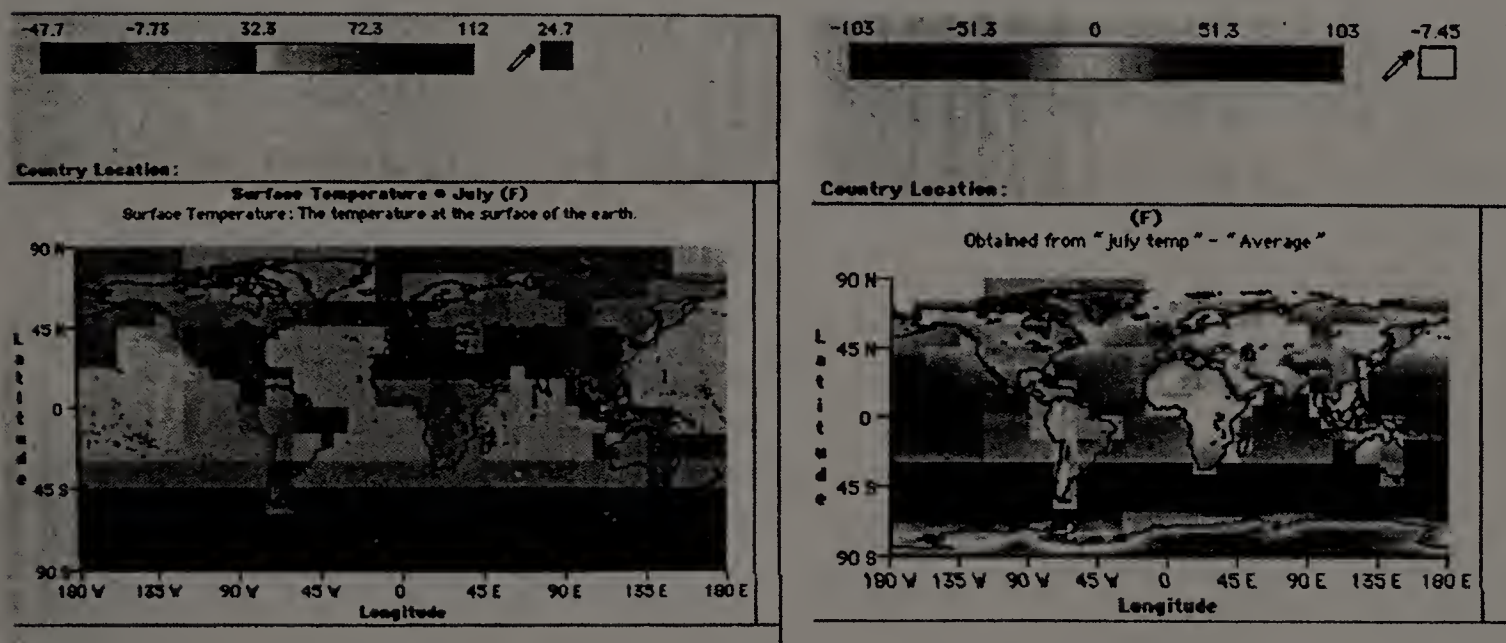 -47.7 -7.73 32.3 72.3 112 24.7
Country Location:
Surface Temperature @ July (F)
Surface Temperature: The temperature at the surface of the earth.
90 N
45 N
0
45 S
90 S
Latitude
180 W 135 W 90 W 45 W 0 45 E 90 E 135 E 180 E
Longitude
-103 -51.3 0 51.3 103 -7.45
Country Location:
(F)
Obtained from "july temp" - "Average"
90 N
45 N
0
45 S
90 S
Latitude
180 W 135 W 90 W 45 W 0 45 E 90 E 135 E 180 E
Longitude